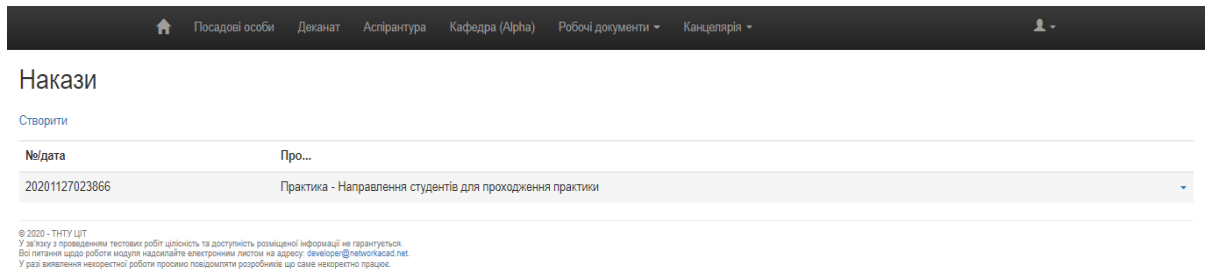 Посадові особи Деканат Аспірантура Кафедра (Alpha) Робочі документи Канцелярія
Накази
Створити
№/дата Про...
20201127023866 Практика - Направлення студентів для проходження практики
© 2020 - ТНТУ ЦІТ
У зв'язку з проведенням тестових робіт цілісність та доступність розміщеної інформації не гарантується.
Всі питання щодо роботи модуля надсилайте електронним листом на адресу: developer@networkacad.net.
У разі виявлення некоректної роботи просимо повідомляти розробників що саме некоректно працює.